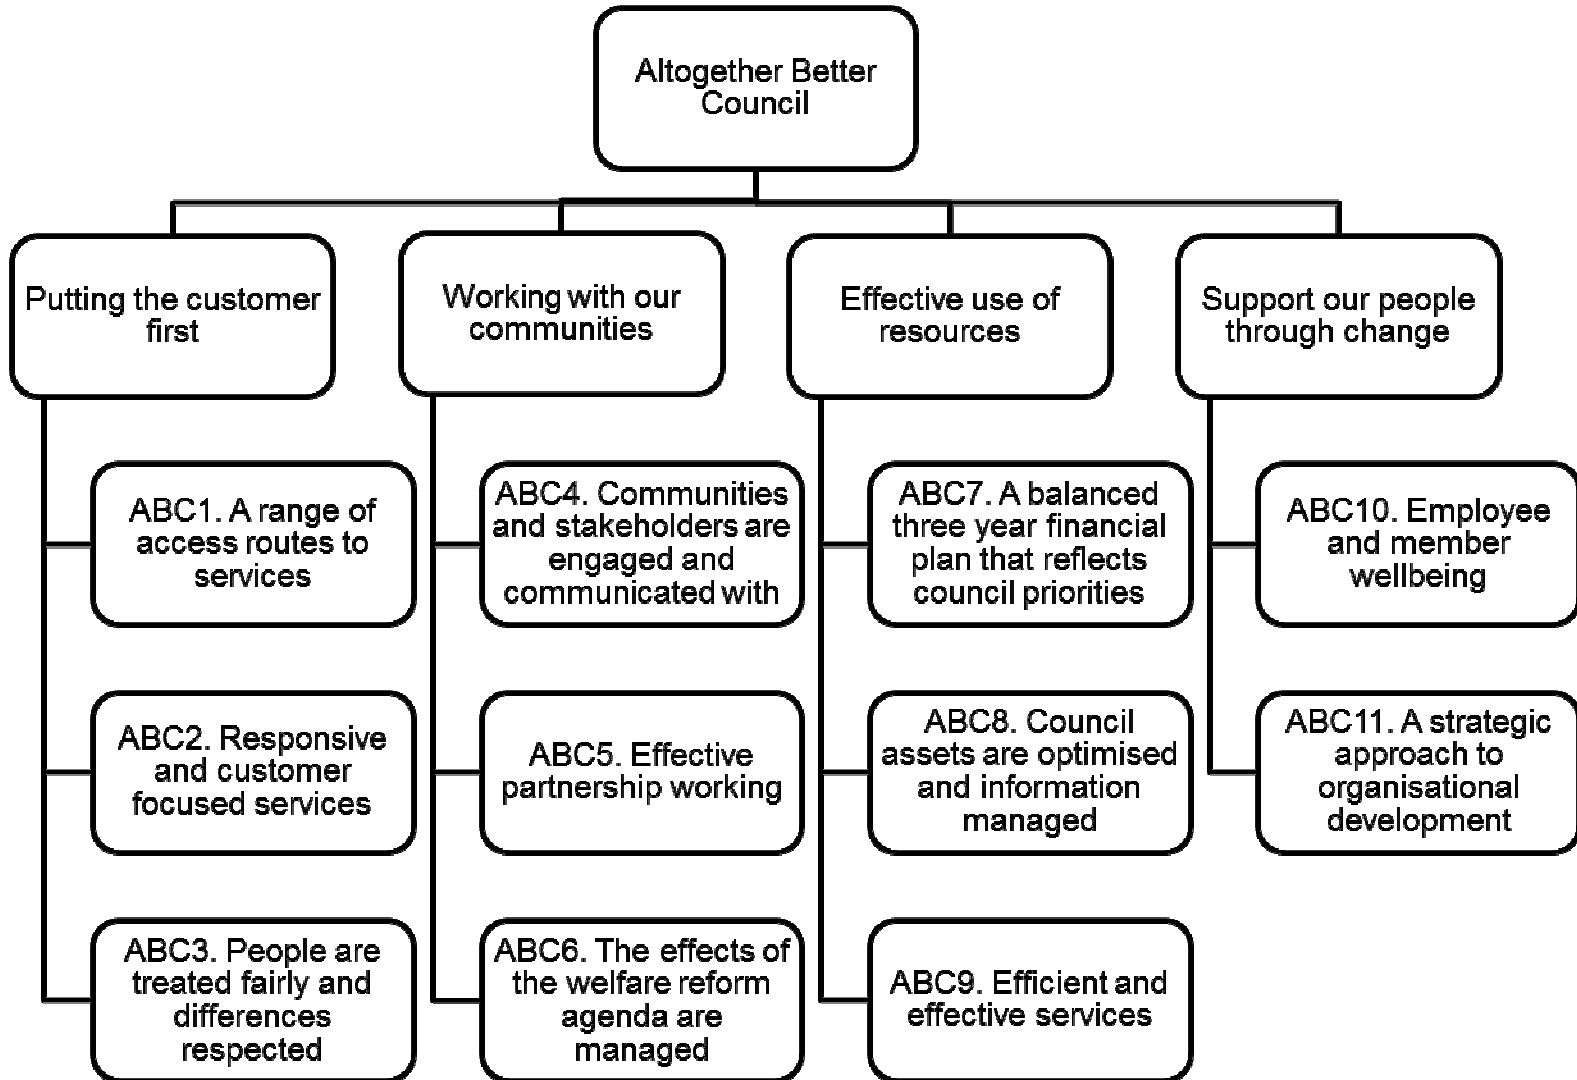 Altogether Better
Council
Putting the customer
first
Working with our
communities
Effective use of
resources
Support our people
through change
ABC1. A range of
access routes to
services
ABC4. Communities
and stakeholders are
engaged and
communicated with
ABC7. A balanced
three year financial
plan that reflects
council priorities
ABC10. Employee
and member
wellbeing
ABC2. Responsive
and customer
focused services
ABC5. Effective
partnership working
ABC8. Council
assets are optimised
and information
managed
ABC11. A strategic
approach to
organisational
development
ABC3. People are
treated fairly and
differences
respected
ABC6. The effects of
the welfare reform
agenda are
managed
ABC9. Efficient and
effective services